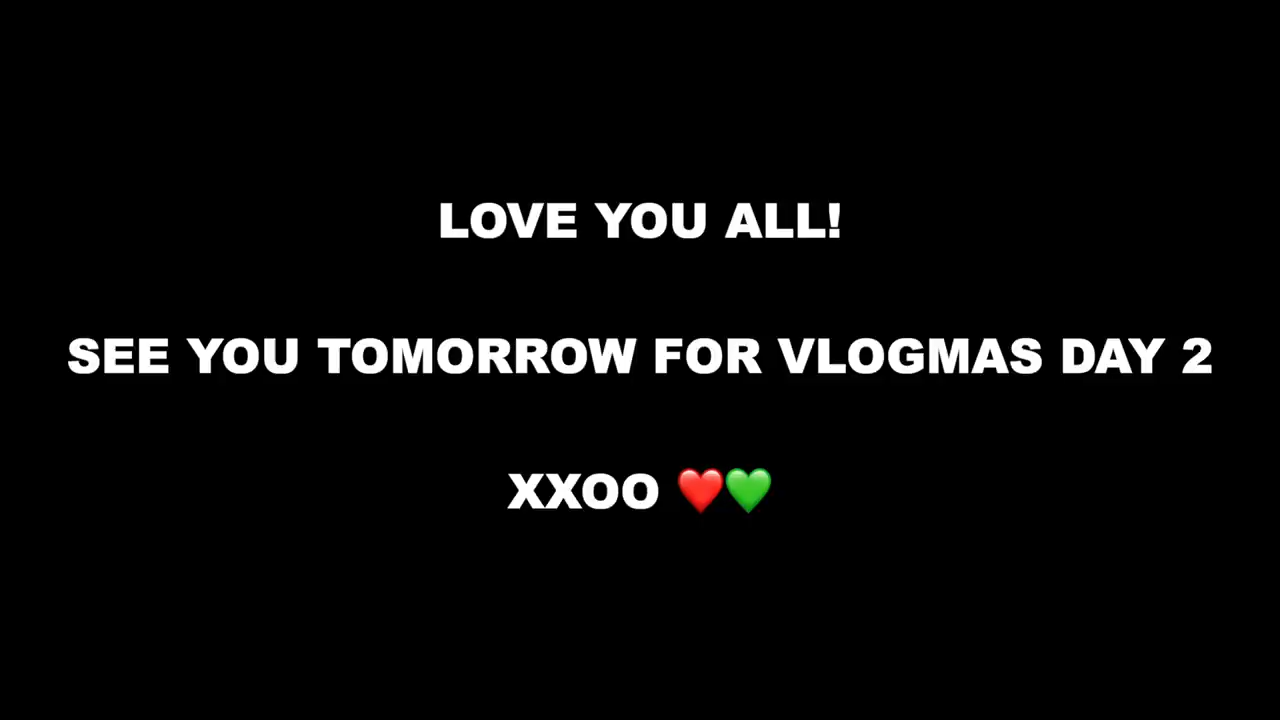 LOVE YOU ALL!
SEE YOU TOMORROW FOR VLOGMAS DAY 2
XXOO ❤️💚